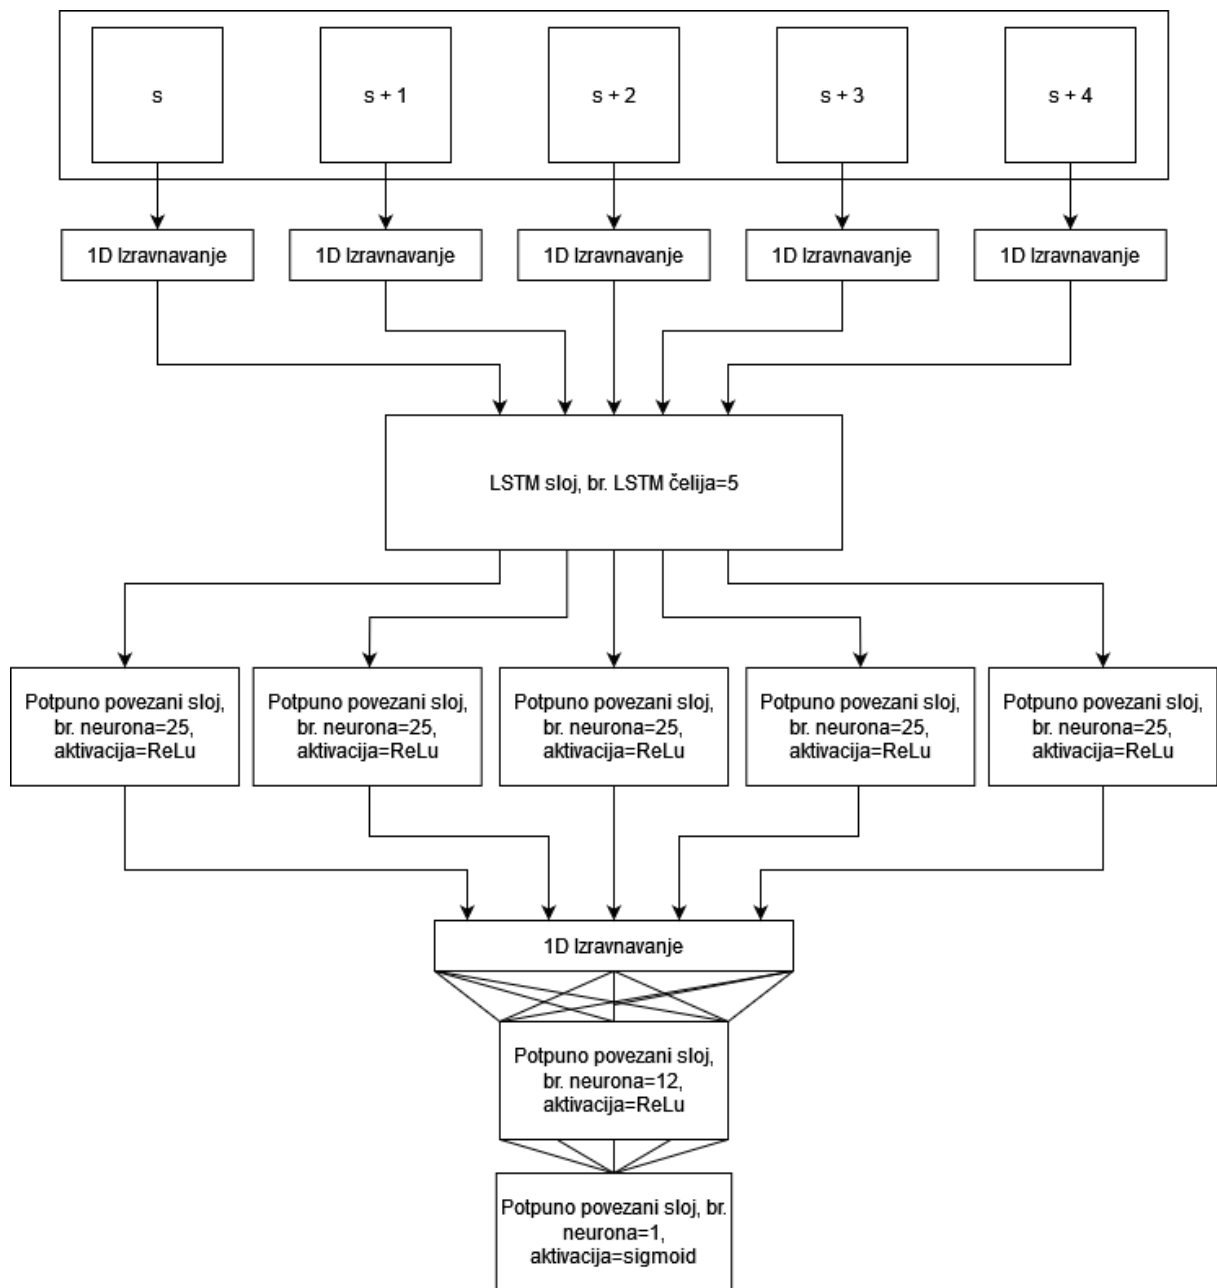 s
s + 1
s + 2
s + 3
s + 4
1D Izravnavanje
1D Izravnavanje
1D Izravnavanje
1D Izravnavanje
1D Izravnavanje
LSTM sloj, br. LSTM čelija=5
Potpuno povezani sloj,
br. neurona=25,
aktivacija=ReLu
Potpuno povezani sloj,
br. neurona=25,
aktivacija=ReLu
Potpuno povezani sloj,
br. neurona=25,
aktivacija=ReLu
Potpuno povezani sloj,
br. neurona=25,
aktivacija=ReLu
Potpuno povezani sloj,
br. neurona=25,
aktivacija=ReLu
1D Izravnavanje
Potpuno povezani sloj,
br. neurona=12,
aktivacija=ReLu
Potpuno povezani sloj, br.
neurona=1,
aktivacija=sigmoid